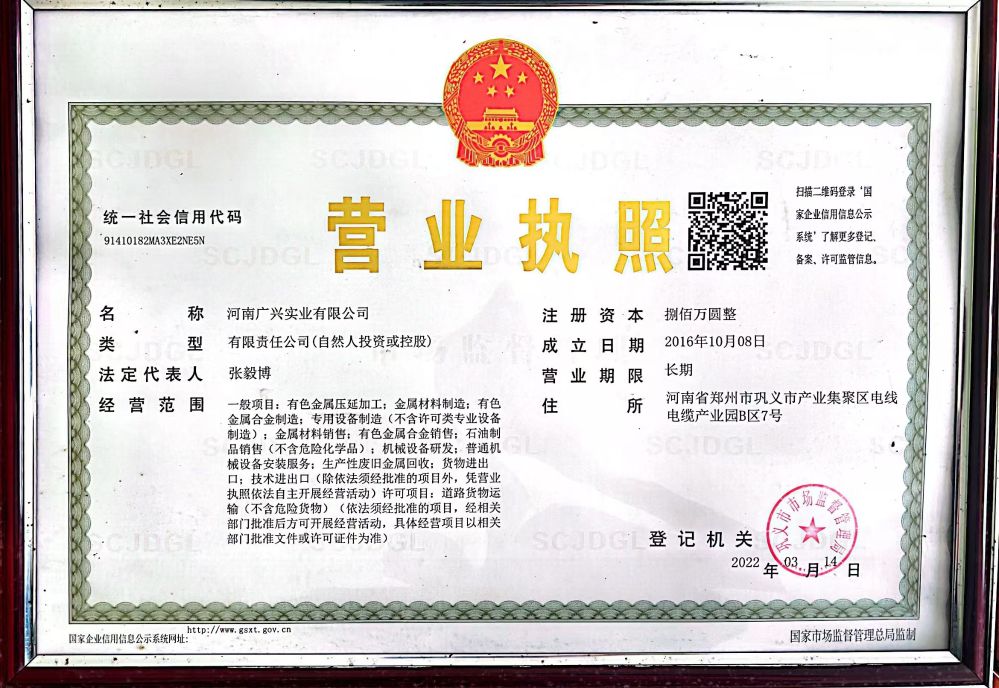 营业执照
扫描二维码登录‘国
家企业信用信息公示
系统’了解更多登记、
备案、许可监管信息。
统一社会信用代码
91410182MA3XE2NE5N
名称 河南广兴实业有限公司
类型 有限责任公司(自然人投资或控股)
法定代表人 张毅博
经营范围 一般项目：有色金属压延加工；金属材料制造；有色
金属合金制造；专用设备制造（不含许可类专业设备
制造）；金属材料销售；有色金属合金销售；石油制
品销售（不含危险化学品）；机械设备研发；普通机
械设备安装服务；生产性废旧金属回收；货物进出
口；技术进出口（除依法须经批准的项目外，凭营业
执照依法自主开展经营活动）许可项目：道路货物运
输（不含危险货物）（依法须经批准的项目，经相关
部门批准后方可开展经营活动，具体经营项目以相关
部门批准文件或许可证件为准）
注册资本 捌佰万圆整
成立日期 2016年10月08日
营业期限 长期
住所 河南省郑州市巩义市产业集聚区电线
电缆产业园B区7号
登记机关
巩义市市场监督管理局
2022年03月14日
国家企业信用信息公示系统网址：http://www.gsxt.gov.cn
国家市场监督管理总局监制
SCJDGL